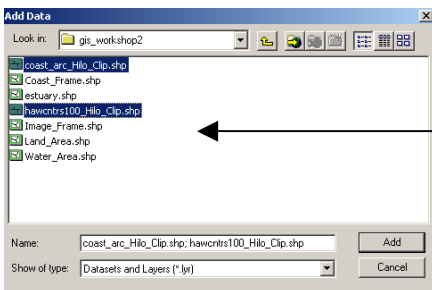 Add Data
Look in: gis_workshop2
coast_arc_Hilo_Clip.shp
Coast_Frame.shp
estuary.shp
hawcntrs100_Hilo_Clip.shp
Image_Frame.shp
Land_Area.shp
Water_Area.shp
Name: coast_arc_Hilo_Clip.shp; hawcntrs100_Hilo_Clip.shp Add
Show of type: Datasets and Layers (*.lyr) Cancel